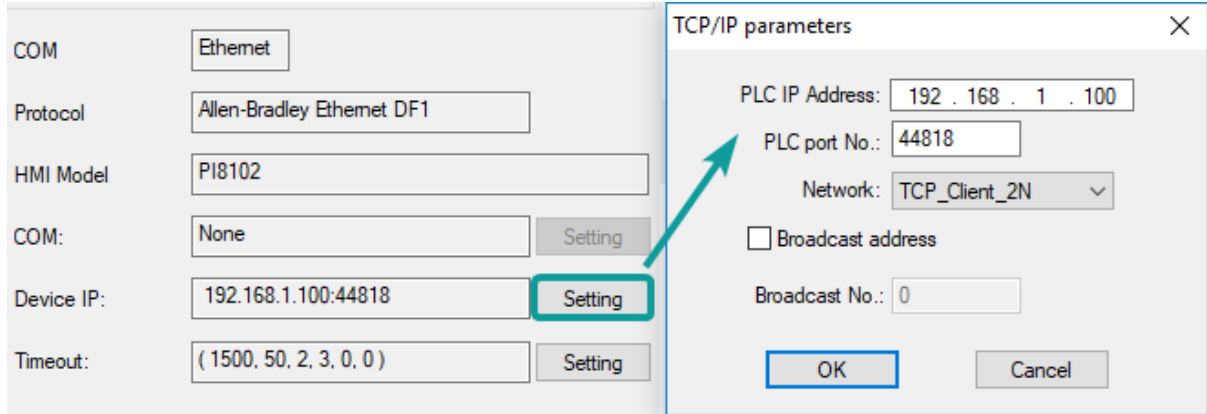 COM
Ethernet
Protocol
Allen-Bradley Ethernet DF1
HMI Model
PI8102
COM:
None
Setting
Device IP:
192.168.1.100:44818
Setting
Timeout:
( 1500, 50, 2, 3, 0, 0 )
Setting
TCP/IP parameters
PLC IP Address: 192 . 168 . 1 . 100
PLC port No.: 44818
Network: TCP_Client_2N
Broadcast address
Broadcast No.: 0
OK
Cancel